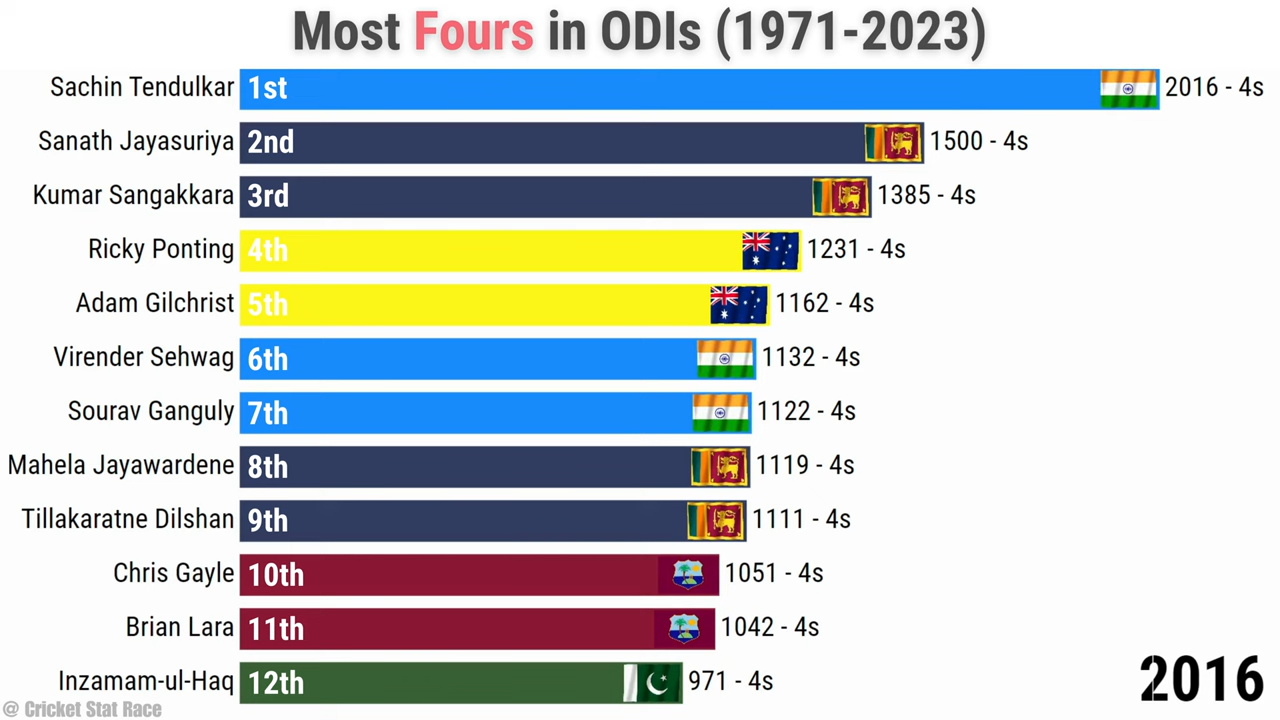 Most Fours in ODIs (1971-2023)
Sachin Tendulkar 1st 2016 - 4s
Sanath Jayasuriya 2nd 1500 - 4s
Kumar Sangakkara 3rd 1385 - 4s
Ricky Ponting 4th 1231 - 4s
Adam Gilchrist 5th 1162 - 4s
Virender Sehwag 6th 1132 - 4s
Sourav Ganguly 7th 1122 - 4s
Mahela Jayawardene 8th 1119 - 4s
Tillakaratne Dilshan 9th 1111 - 4s
Chris Gayle 10th 1051 - 4s
Brian Lara 11th 1042 - 4s
Inzamam-ul-Haq 12th 971 - 4s
2016
@ Cricket Stat Race